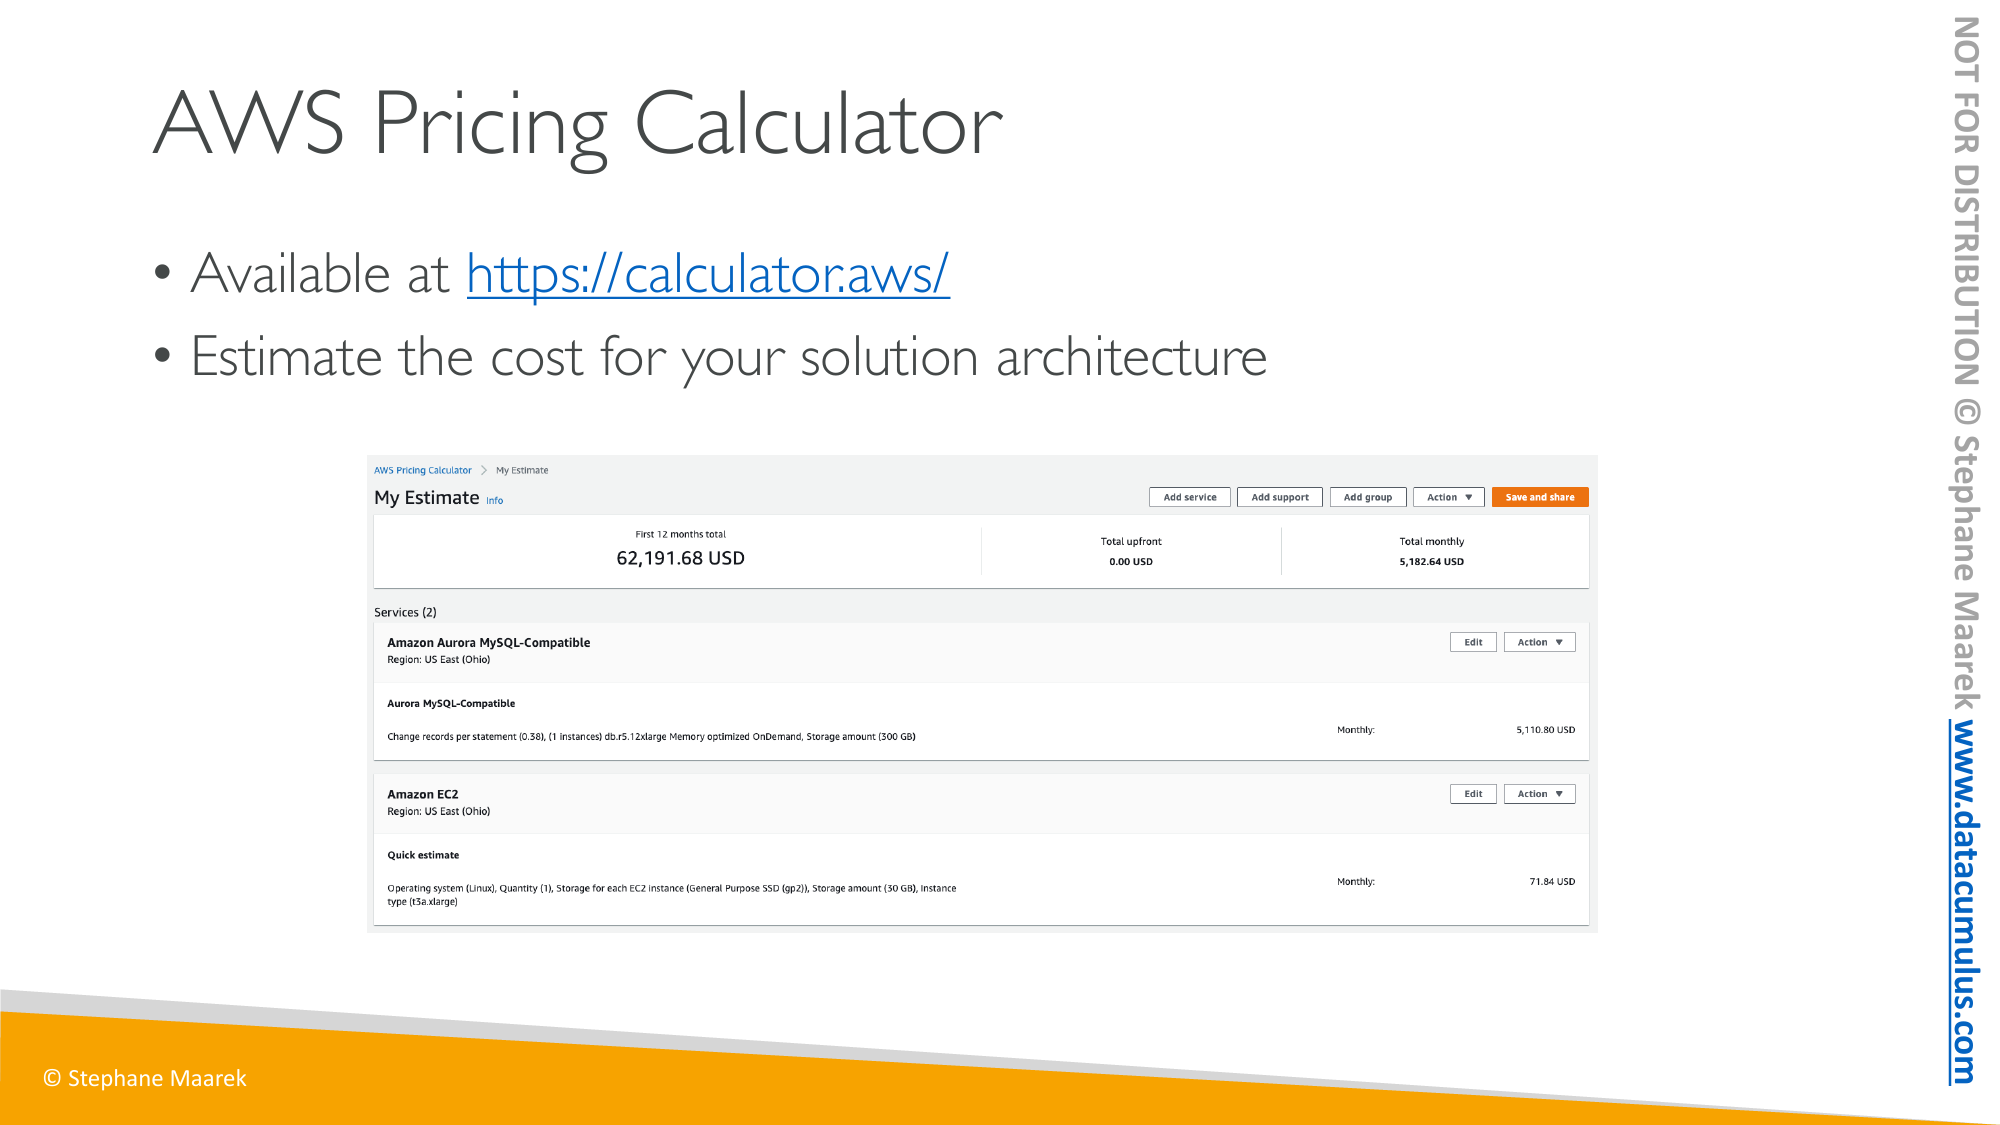 AWS Pricing Calculator
• Available at https://calculator.aws/
• Estimate the cost for your solution architecture
AWS Pricing Calculator > My Estimate
My Estimate Info
Add service Add support Add group Action ▼ Save and share
First 12 months total
62,191.68 USD
Total upfront
0.00 USD
Total monthly
5,182.64 USD
Services (2)
Amazon Aurora MySQL-Compatible
Region: US East (Ohio)
Edit Action ▼
Aurora MySQL-Compatible
Change records per statement (0.38), (1 instances) db.r5.12xlarge Memory optimized OnDemand, Storage amount (300 GB)
Monthly: 5,110.80 USD
Amazon EC2
Region: US East (Ohio)
Edit Action ▼
Quick estimate
Operating system (Linux), Quantity (1), Storage for each EC2 instance (General Purpose SSD (gp2)), Storage amount (30 GB), Instance
type (t3a.xlarge)
Monthly: 71.84 USD
© Stephane Maarek
NOT FOR DISTRIBUTION © Stephane Maarek www.datacumulus.com